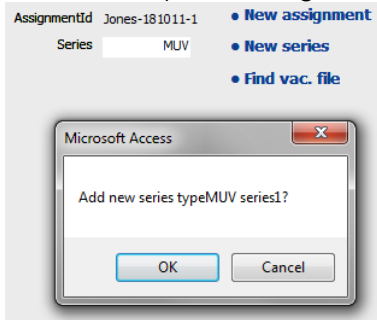 AssignmentId Jones-181011-1 • New assignment
Series MUV • New series
• Find vac. file
Microsoft Access
x
Add new series typeMUV series1?
OK Cancel